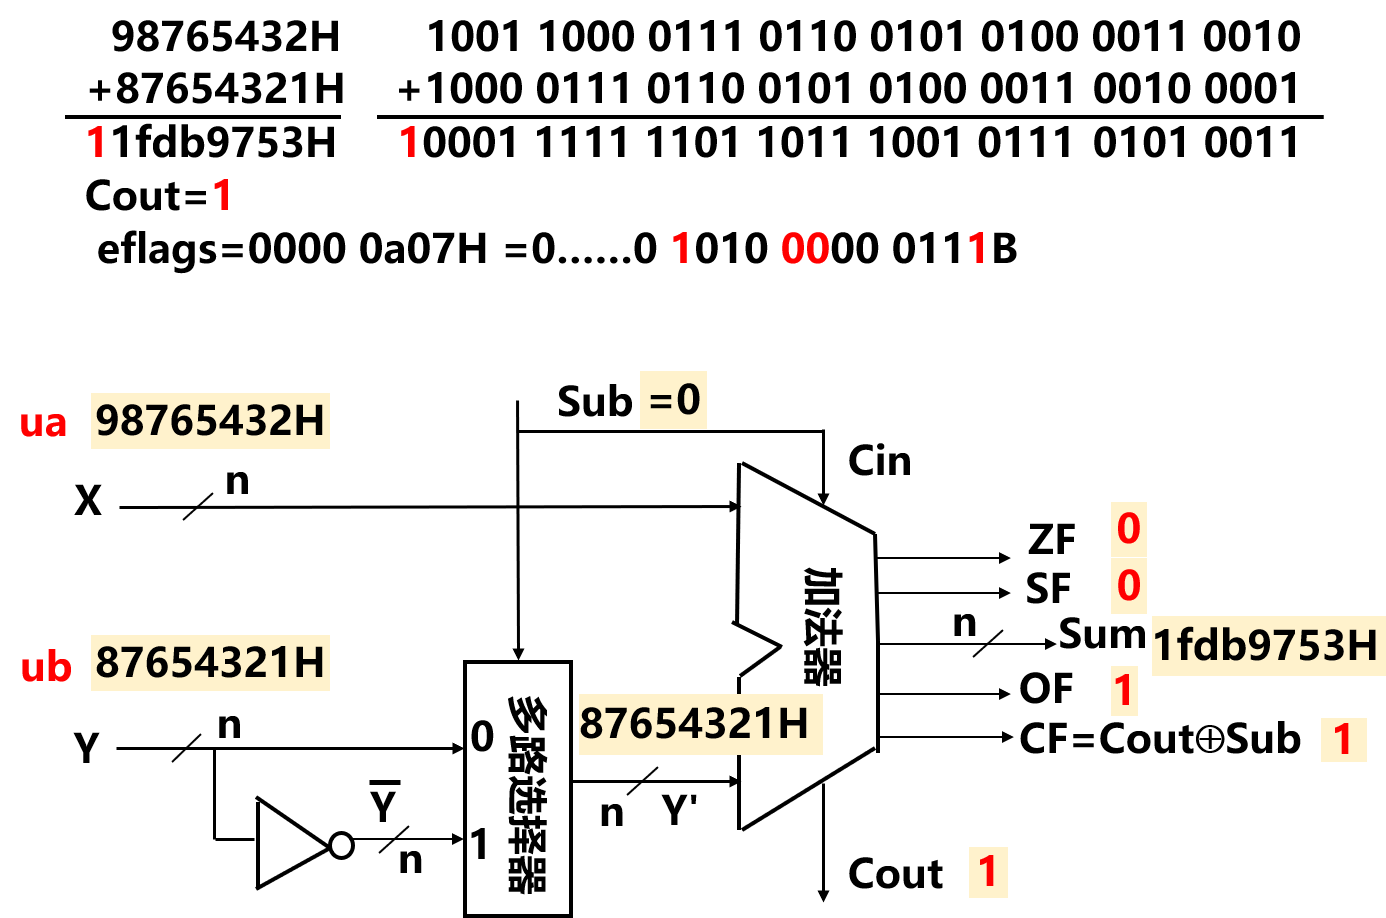 98765432H 1001 1000 0111 0110 0101 0100 0011 0010
+87654321H +1000 0111 0110 0101 0100 0011 0010 0001
11fdb9753H 10001 1111 1101 1011 1001 0111 0101 0011
Cout=1
eflags=0000 0a07H =0......0 1010 0000 0111B
Sub =0
ua 98765432H
Cin
n
X
ZF 0
SF 0
加法器
n
Sum 1fdb9753H
ub 87654321H
OF 1
多路选择器
87654321H
n
0
Y
CF=Cout⊕Sub 1
Y̅
n Y'
1
n
Cout 1